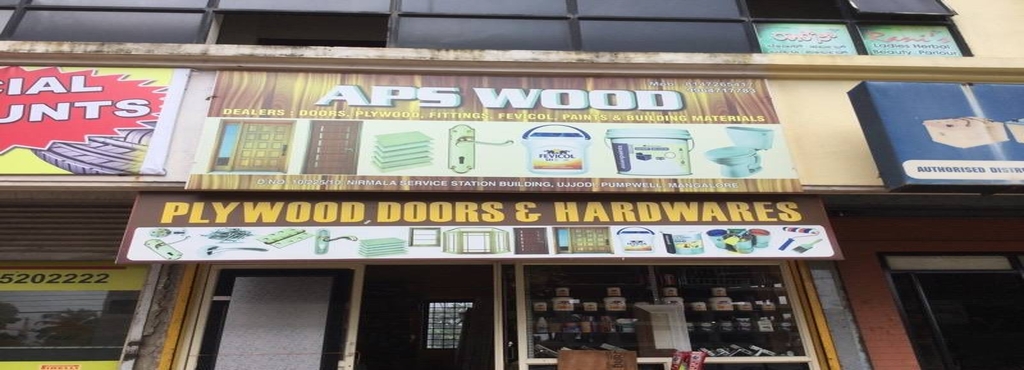 Rani's
Ladies Herbal
Beauty Parlour
CIAL
UNTS
APS WOOD
DEALERS : DOORS, PLYWOOD, FITTINGS, FEVICOL, PAINTS & BUILDING MATERIALS
FEVICOL
NIRMALA SERVICE STATION BUILDING, UJJODI PUMPWELL, MANGALORE
AUTHORISED
PLYWOOD, DOORS & HARDWARES
5202222